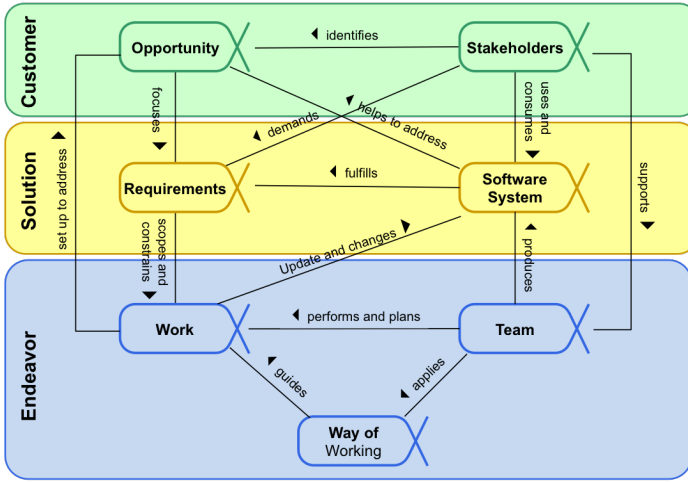 Customer
Opportunity
identifies
Stakeholders
focuses
demands
helps to address
uses and
consumes
Solution
set up to address
Requirements
fulfills
Software
System
supports
scopes and
constrains
Update and changes
produces
Endeavor
Work
performs and plans
Team
guides
applies
Way of
Working